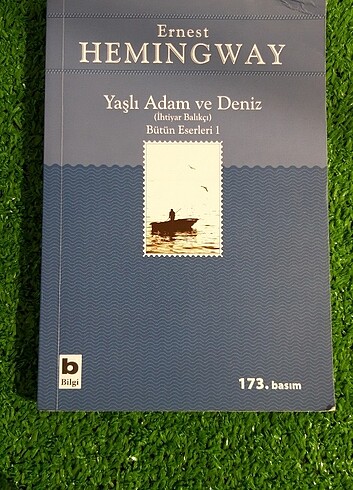 Ernest
HEMINGWAY
Yaşlı Adam ve Deniz
(İhtiyar Balıkçı)
Bütün Eserleri 1
b
Bilgi
173. basım